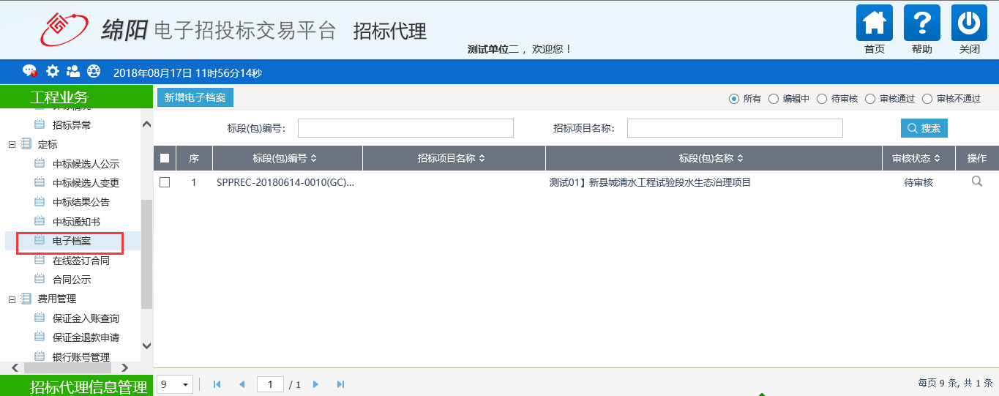 绵阳 电子招投标交易平台 招标代理
测试单位二 ，欢迎您！
首页 帮助 关闭
2018年08月17日 11时56分14秒
工程业务
招标异常
定标
中标候选人公示
中标候选人变更
中标结果公告
中标通知书
电子档案
在线签订合同
合同公示
费用管理
保证金入账查询
保证金退款申请
银行账号管理
招标代理信息管理
新增电子档案
所有 编辑中 待审核 审核通过 审核不通过
标段(包)编号： 招标项目名称： 搜索
序 标段(包)编号 招标项目名称 标段(包)名称 审核状态 操作
1 SPPREC-20180614-0010(GC)... 测试01】新县城清水工程试验段水生态治理项目 待审核
9 1 / 1 每页 9 条, 共 1 条